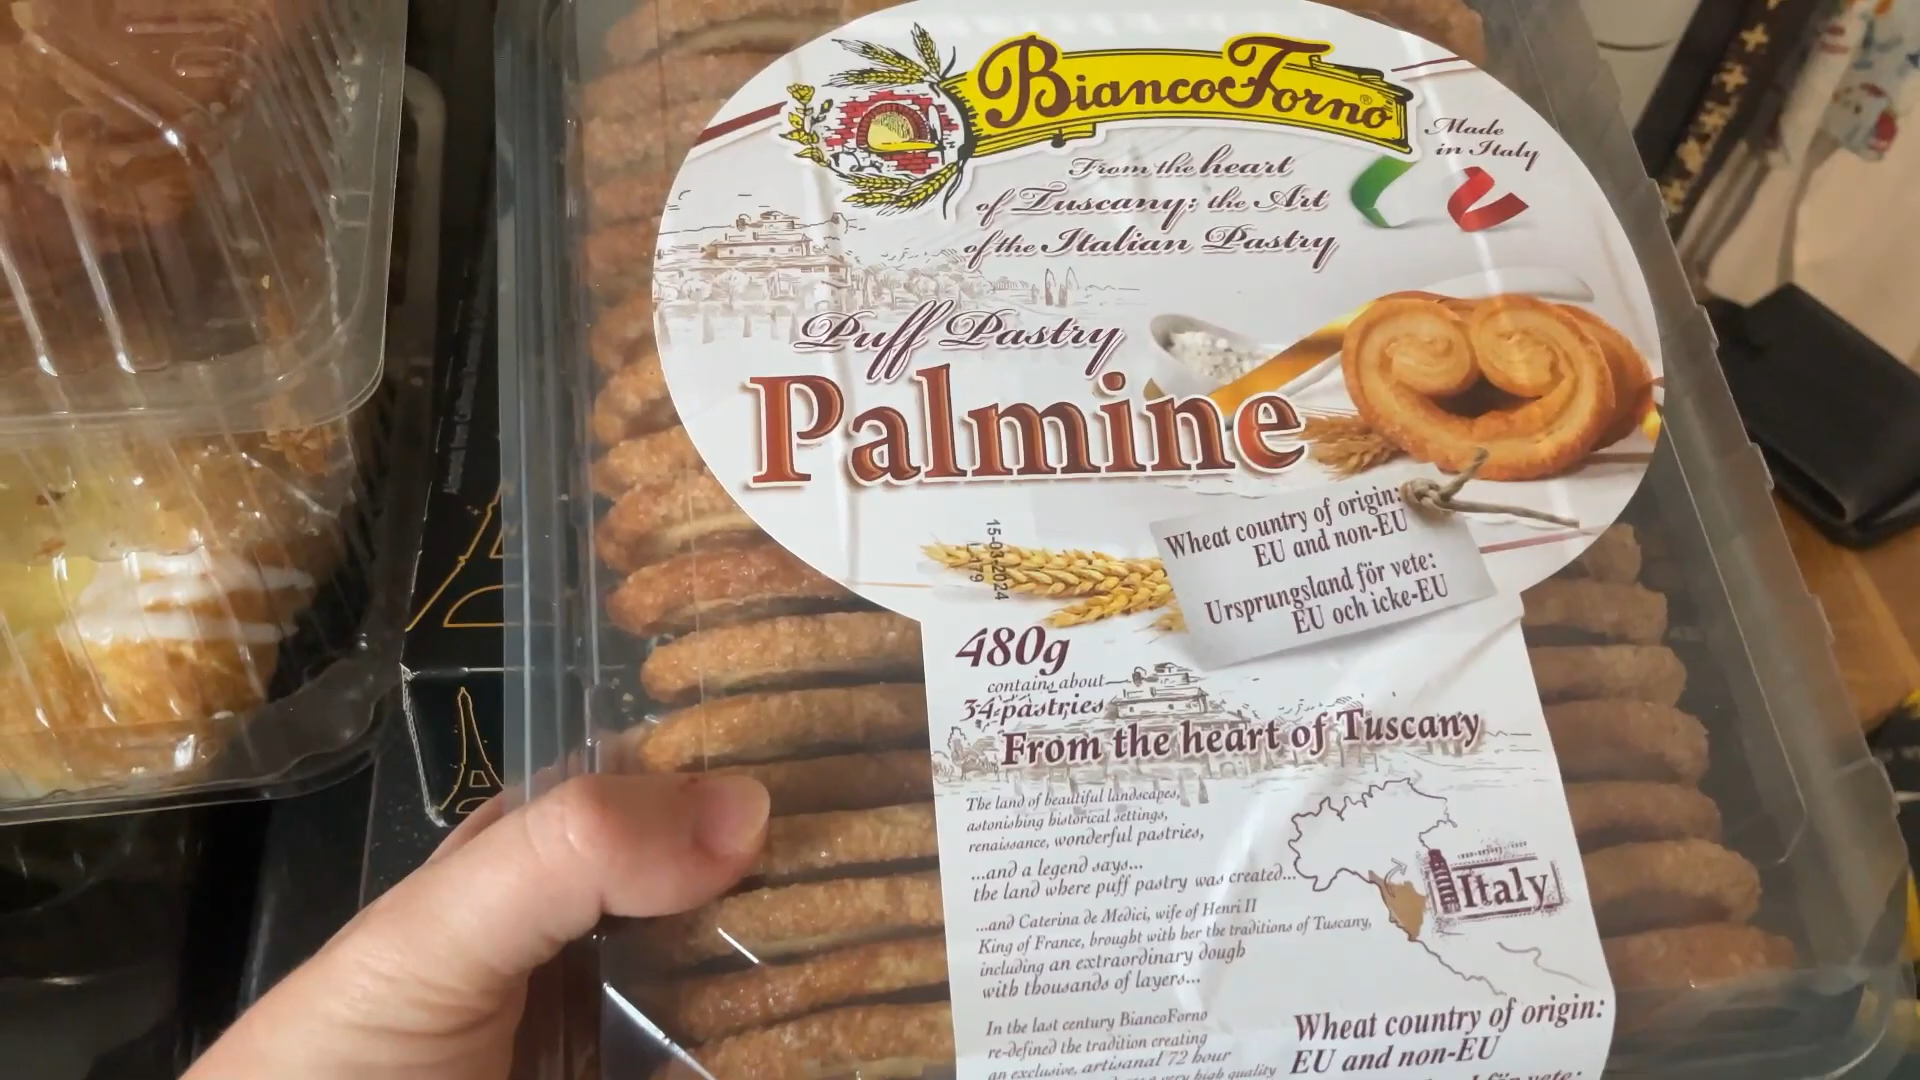 BiancoForno®
Made
in Italy
From the heart
of Tuscany: the Art
of the Italian Pastry
Puff Pastry
Palmine
Wheat country of origin:
EU and non-EU
Ursprungsland för vete:
EU och icke-EU
15-03-2024
L 79
480g
contains about
34 pastries
From the heart of Tuscany
The land of beautiful landscapes,
astonishing historical settings,
renaissance, wonderful pastries,
...and a legend says...
the land where puff pastry was created...
...and Caterina de Medici, wife of Henri II
King of France, brought with her the traditions of Tuscany,
including an extraordinary dough
with thousands of layers...
Italy
In the last century BiancoForno
re-defined the tradition creating
an exclusive, artisanal 72 hour
very high quality
Wheat country of origin:
EU and non-EU
för vete: